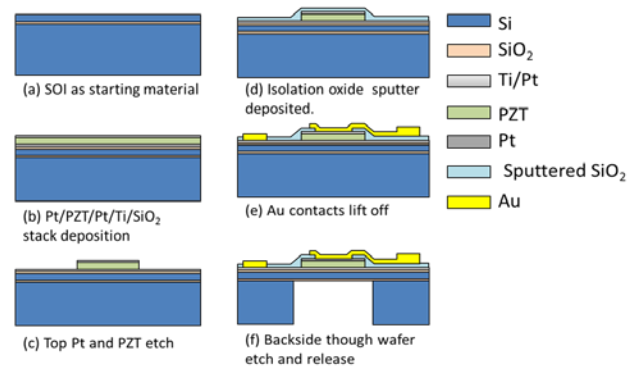 (a) SOI as starting material
(b) Pt/PZT/Pt/Ti/SiO₂
stack deposition
(c) Top Pt and PZT etch
(d) Isolation oxide sputter
deposited.
(e) Au contacts lift off
(f) Backside though wafer
etch and release
Si
SiO₂
Ti/Pt
PZT
Pt
Sputtered SiO₂
Au